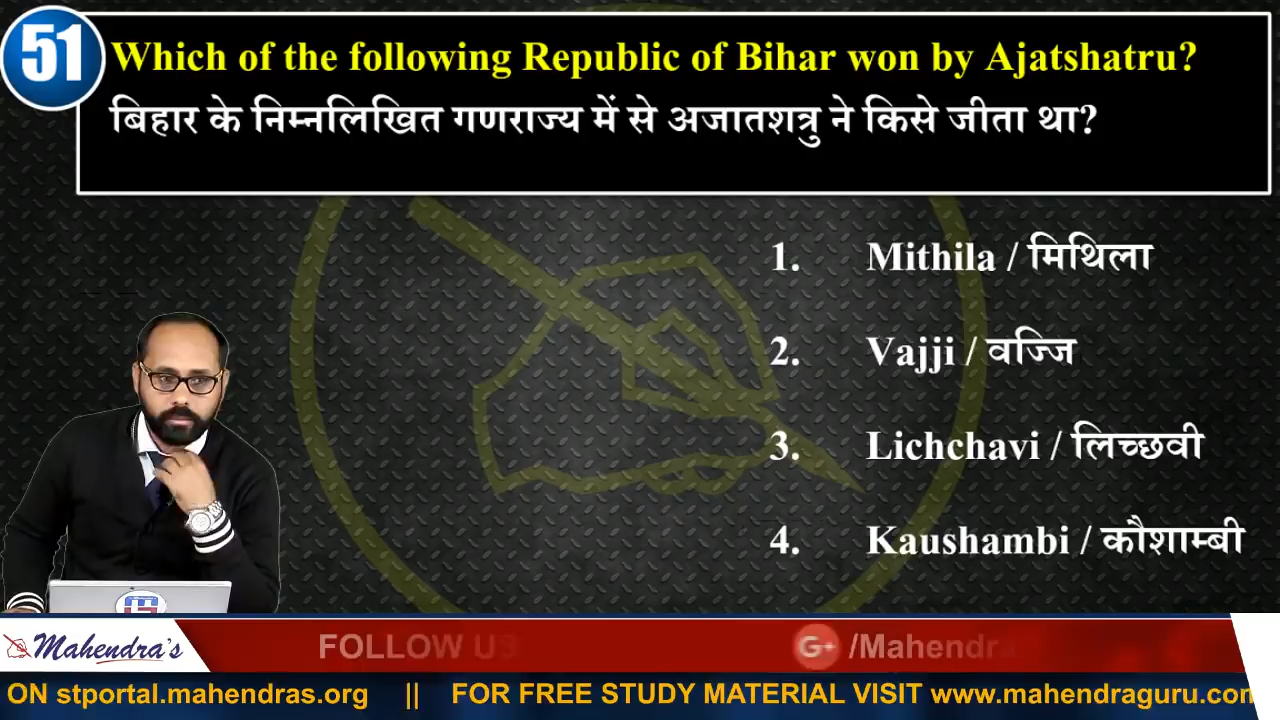 51
Which of the following Republic of Bihar won by Ajatshatru?
बिहार के निम्नलिखित गणराज्य में से अजातशत्रु ने किसे जीता था?
1. Mithila / मिथिला
2. Vajji / वज्जि
3. Lichchavi / लिच्छवी
4. Kaushambi / कौशाम्बी
Mahendra's
FOLLOW US
G+ /Mahendra
ON stportal.mahendras.org || FOR FREE STUDY MATERIAL VISIT www.mahendraguru.com